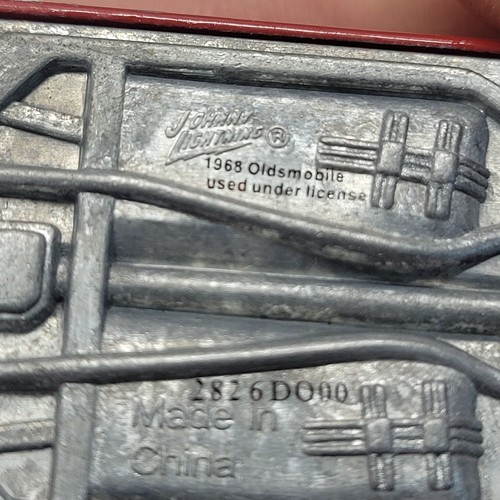 Johnny
Lightning®
1968 Oldsmobile
used under license
2826DO00
Made in
China